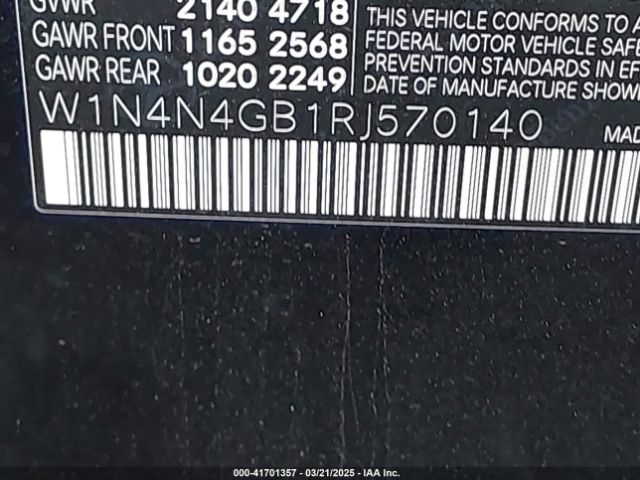 GVWR 2140 4718
GAWR FRONT 1165 2568
GAWR REAR 1020 2249
THIS VEHICLE CONFORMS TO A
FEDERAL MOTOR VEHICLE SAFE
PREVENTION STANDARDS IN EF
DATE OF MANUFACTURE SHOW
W1N4N4GB1RJ570140
MAD
000-41701357 - 03/21/2025 - IAA Inc.